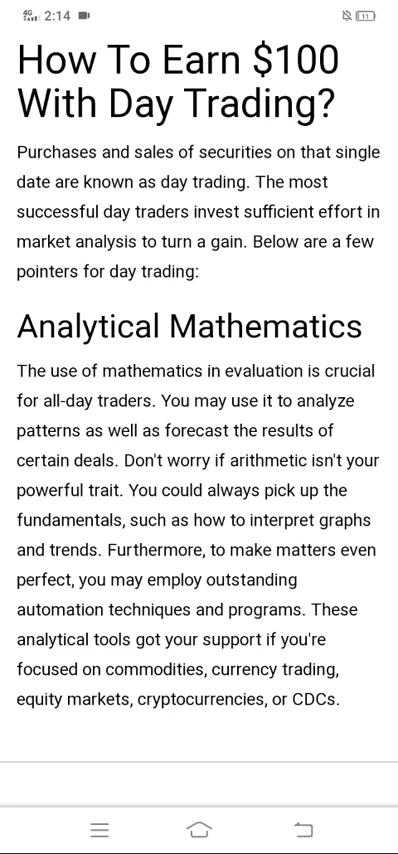 4G 2:14 11
How To Earn $100
With Day Trading?
Purchases and sales of securities on that single
date are known as day trading. The most
successful day traders invest sufficient effort in
market analysis to turn a gain. Below are a few
pointers for day trading:
Analytical Mathematics
The use of mathematics in evaluation is crucial
for all-day traders. You may use it to analyze
patterns as well as forecast the results of
certain deals. Don't worry if arithmetic isn't your
powerful trait. You could always pick up the
fundamentals, such as how to interpret graphs
and trends. Furthermore, to make matters even
perfect, you may employ outstanding
automation techniques and programs. These
analytical tools got your support if you're
focused on commodities, currency trading,
equity markets, cryptocurrencies, or CDCs.